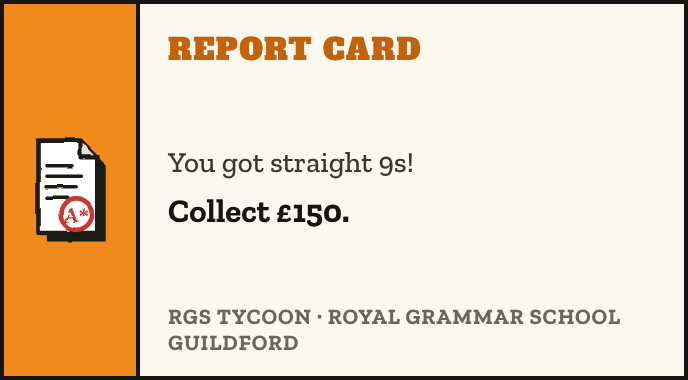 REPORT CARD
A*
You got straight 9s!
Collect £150.
RGS TYCOON · ROYAL GRAMMAR SCHOOL
GUILDFORD